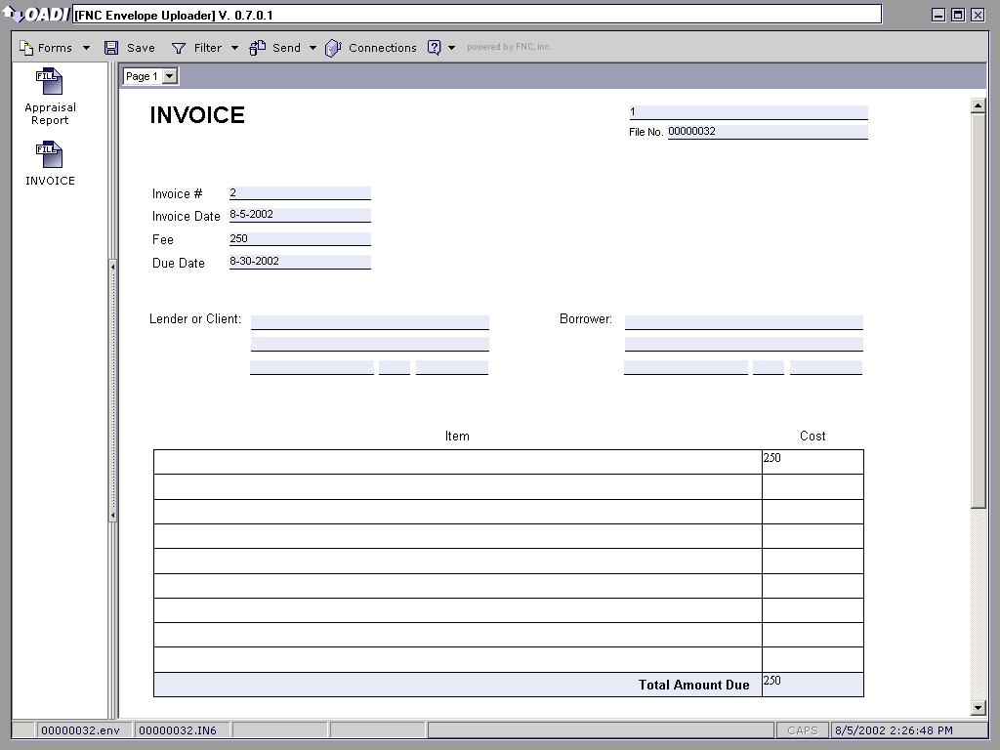 OADI [FNC Envelope Uploader] V. 0.7.0.1
Forms Save Filter Send Connections ? powered by FNC, inc.
Page 1
FILE
Appraisal
Report
FILE
INVOICE
INVOICE
1
File No. 00000032
Invoice # 2
Invoice Date 8-5-2002
Fee 250
Due Date 8-30-2002
Lender or Client: Borrower:
Item Cost
250
Total Amount Due 250
00000032.env 00000032.IN6 CAPS 8/5/2002 2:26:48 PM